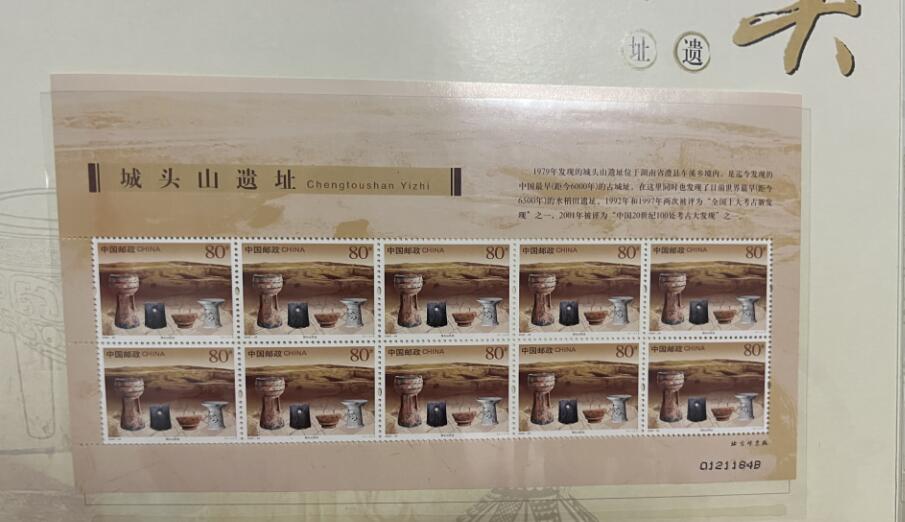 址 遗
城头山遗址 Chengtoushan Yizhi
1979年发现的城头山遗址位于湖南省澧县车溪乡境内，是迄今发现的
中国最早(距今6000年)的古城址。在这里同时也发现了目前世界最早(距今
6500年)的水稻田遗址。1992年和1997年两次被评为“全国十大考古新发
现”之一，2001年被评为“中国20世纪100处考古大发现”之一。
中国邮政 CHINA 80分 中国邮政 CHINA 80分 中国邮政 CHINA 80分 中国邮政 CHINA 80分 中国邮政 CHINA 80分
中国邮政 CHINA 80分 中国邮政 CHINA 80分 中国邮政 CHINA 80分 中国邮政 CHINA 80分 中国邮政 CHINA 80分
0121184B